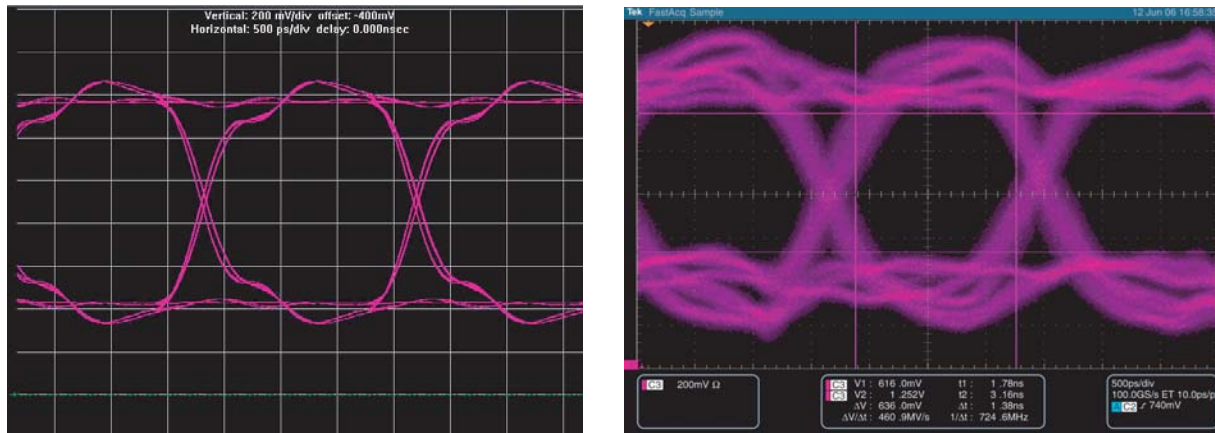 Vertical: 200 mV/div offset: -400mV
Horizontal: 500 ps/div delay: 0.000nsec
Tek FastAcq Sample 12 Jun 06 16:58:35
C3 200mV Ω
C3 V1 : 616 .0mV t1 : 1 .78ns
C3 V2 : 1 .252V t2 : 3 .16ns
ΔV : 636 .0mV Δt : 1 .38ns
ΔV/Δt : 460 .9MV/s 1/Δt : 724 .6MHz
500ps/div
100.0GS/s ET 10.0ps/p
A C2 740mV